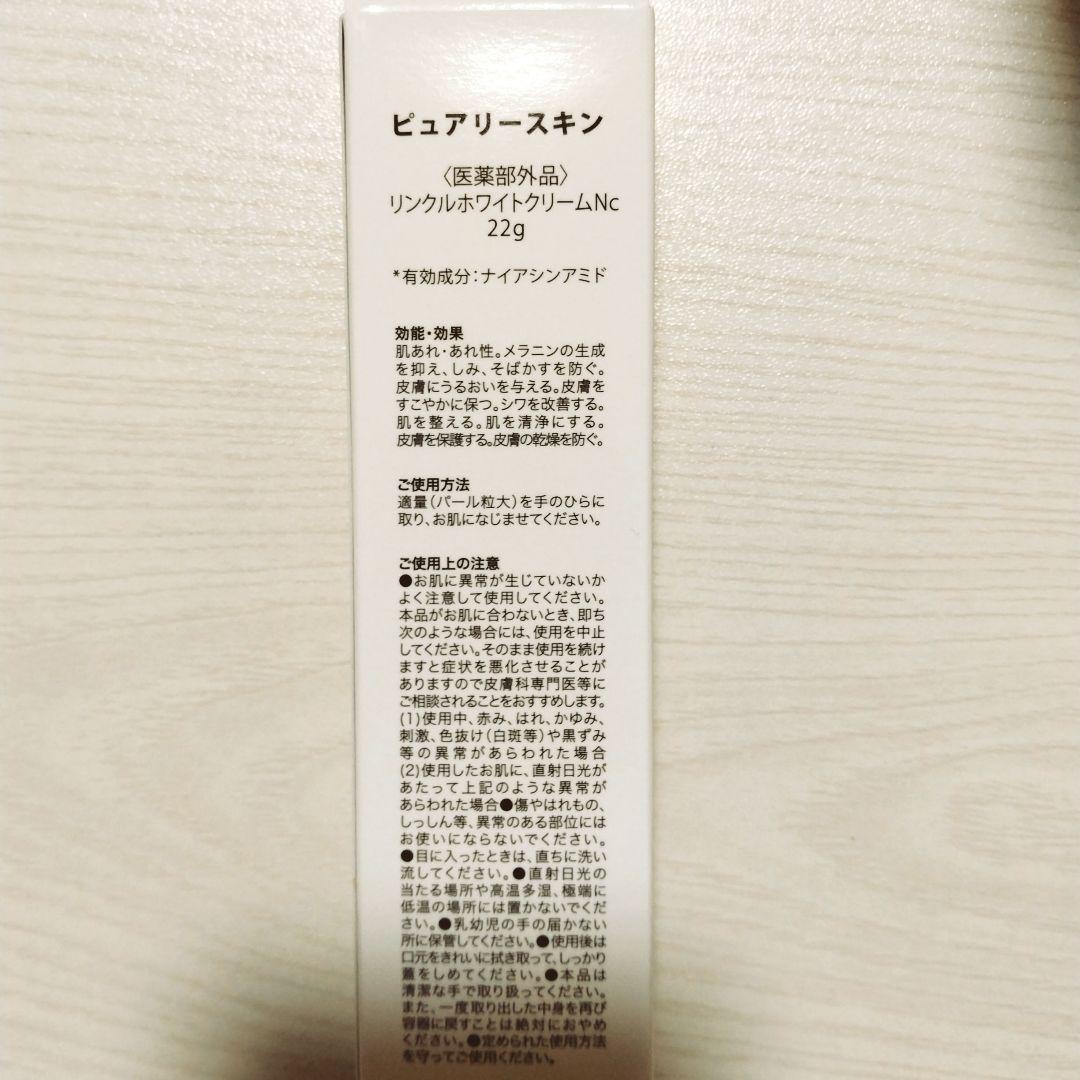 ピュアリースキン
〈医薬部外品〉
リンクルホワイトクリームNc
22g
*有効成分:ナイアシンアミド
効能・効果
肌あれ・あれ性。メラニンの生成
を抑え、しみ、そばかすを防ぐ。
皮膚にうるおいを与える。皮膚を
すこやかに保つ。シワを改善する。
肌を整える。肌を清浄にする。
皮膚を保護する。皮膚の乾燥を防ぐ。
ご使用方法
適量(パール粒大)を手のひらに
取り、お肌になじませてください。
ご使用上の注意
●お肌に異常が生じていないか
よく注意して使用してください。
本品がお肌に合わないとき、即ち
次のような場合には、使用を中止
してください。そのまま使用を続け
ますと症状を悪化させることが
ありますので皮膚科専門医等に
ご相談されることをおすすめします。
(1)使用中、赤み、はれ、かゆみ、
刺激、色抜け(白斑等)や黒ずみ
等の異常があらわれた場合
(2)使用したお肌に、直射日光が
あたって上記のような異常が
あらわれた場合●傷やはれもの、
しっしん等、異常のある部位には
お使いにならないでください。
●目に入ったときは、直ちに洗い
流してください。●直射日光の
当たる場所や高温多湿、極端に
低温の場所には置かないでくだ
さい。●乳幼児の手の届かない
所に保管してください。●使用後は
口元をきれいに拭き取って、しっかり
蓋をしめてください。●本品は
清潔な手で取り扱ってください。
また、一度取り出した中身を再び
容器に戻すことは絶対におやめ
ください。●定められた使用方法
を守ってご使用ください。